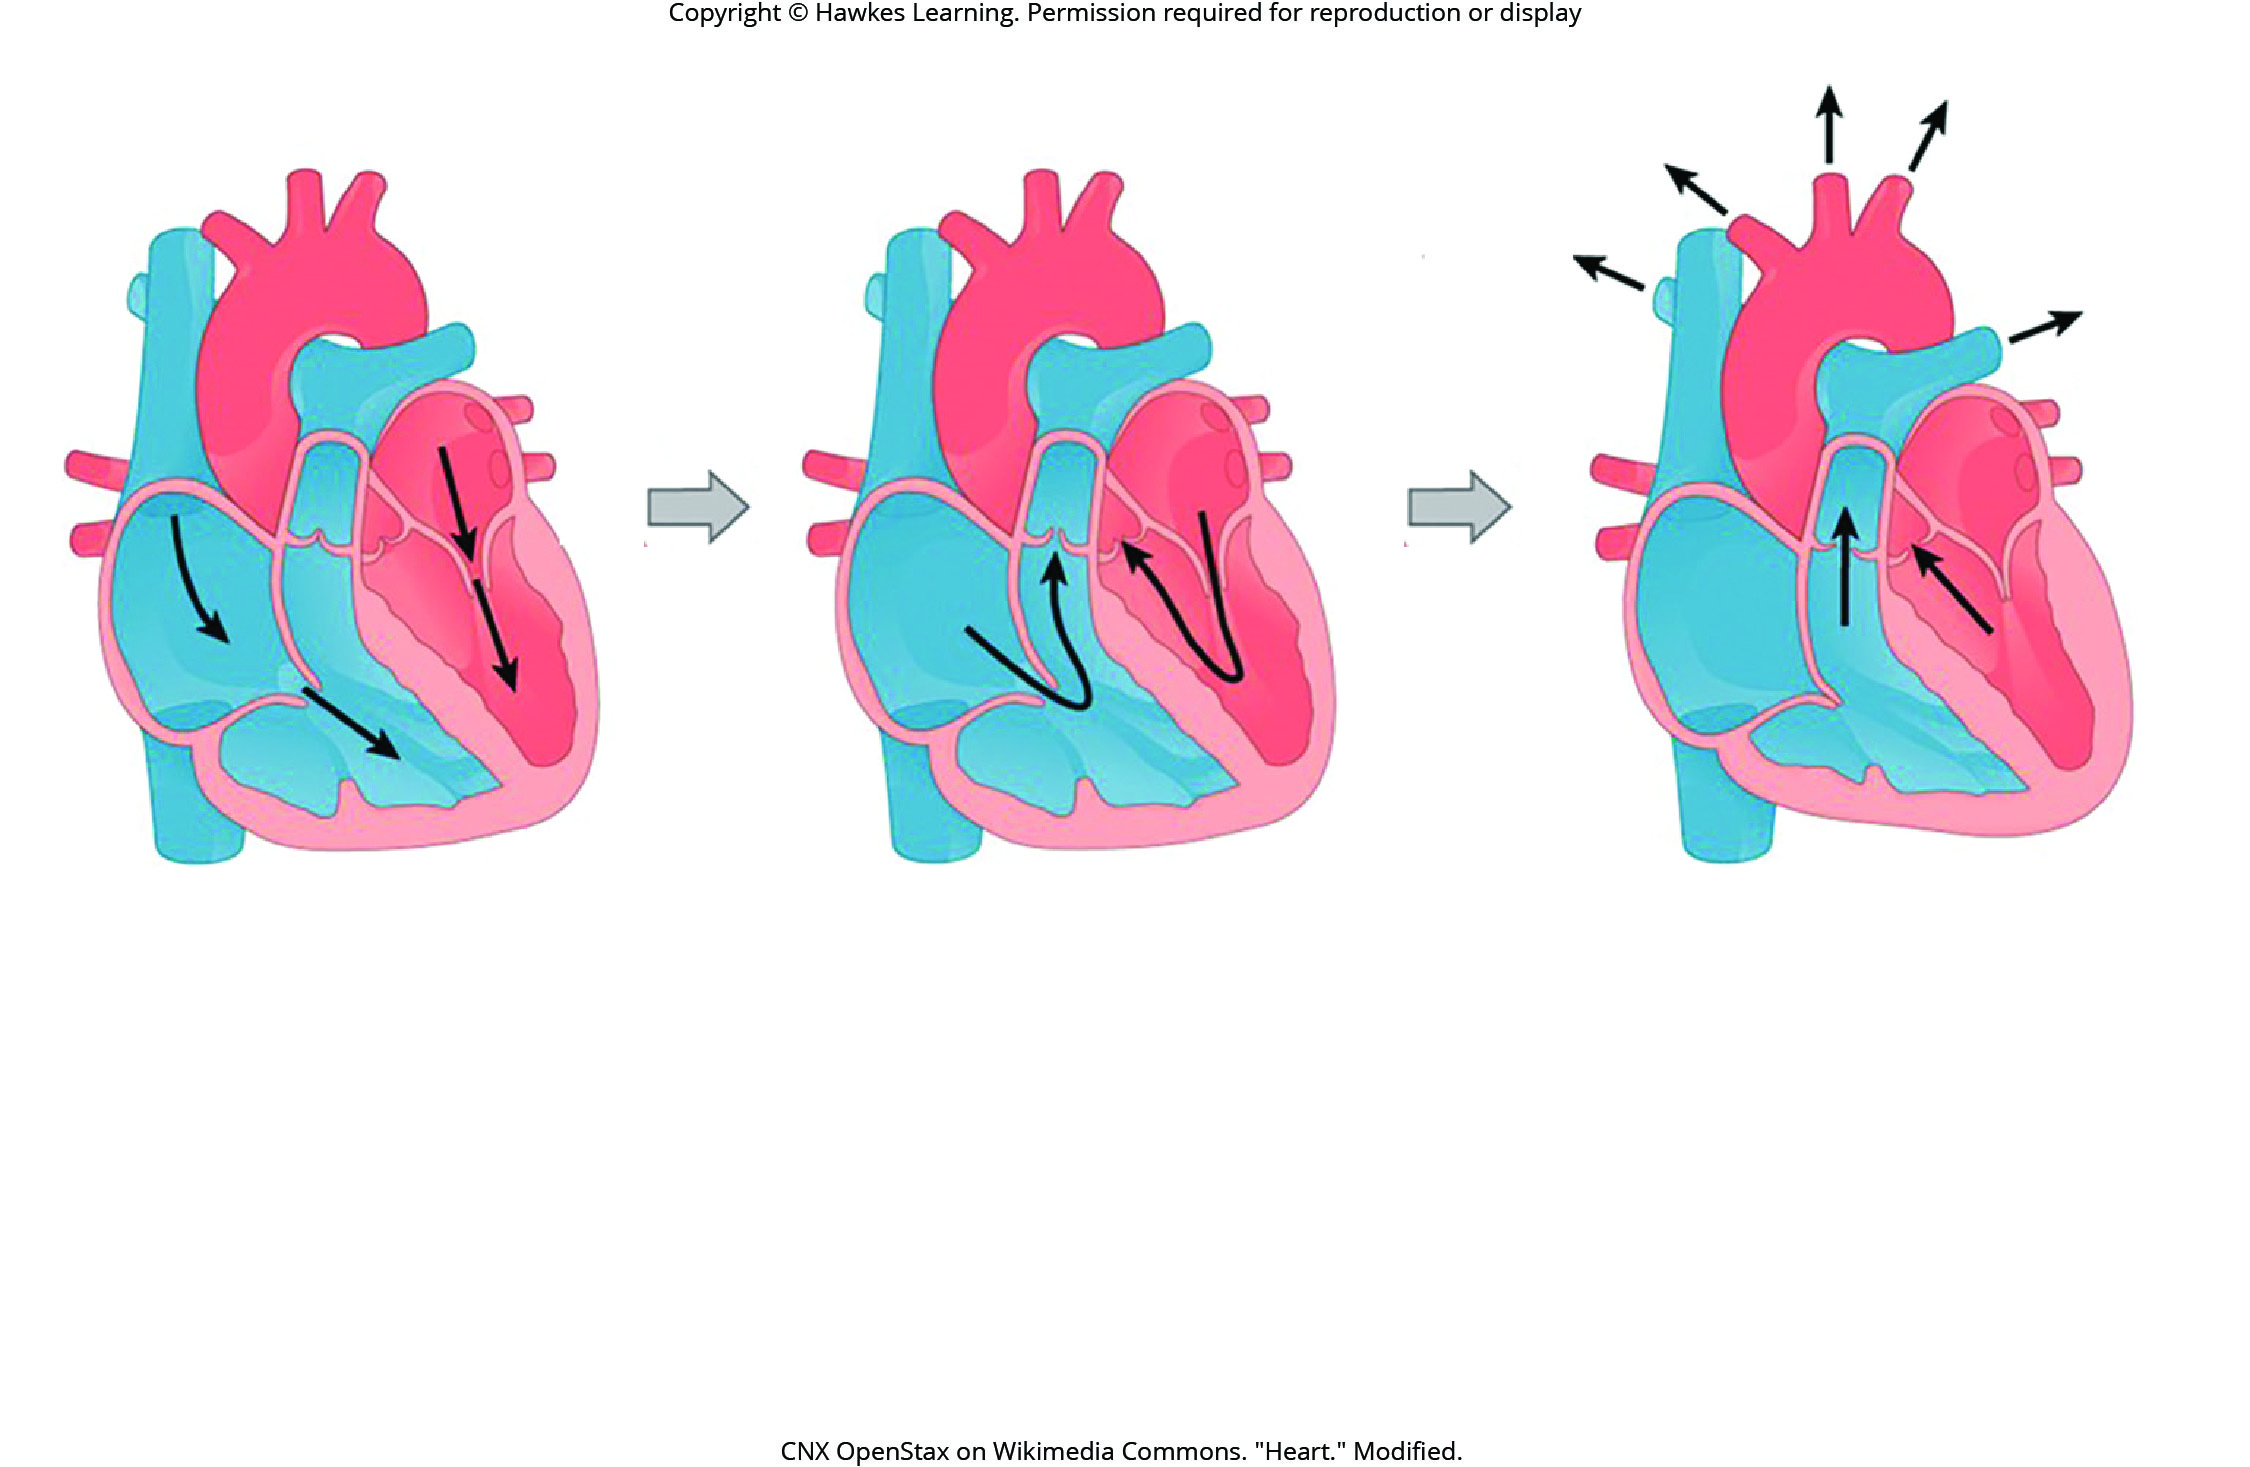 Copyright © Hawkes Learning. Permission required for reproduction or display
CNX OpenStax on Wikimedia Commons. "Heart." Modified.